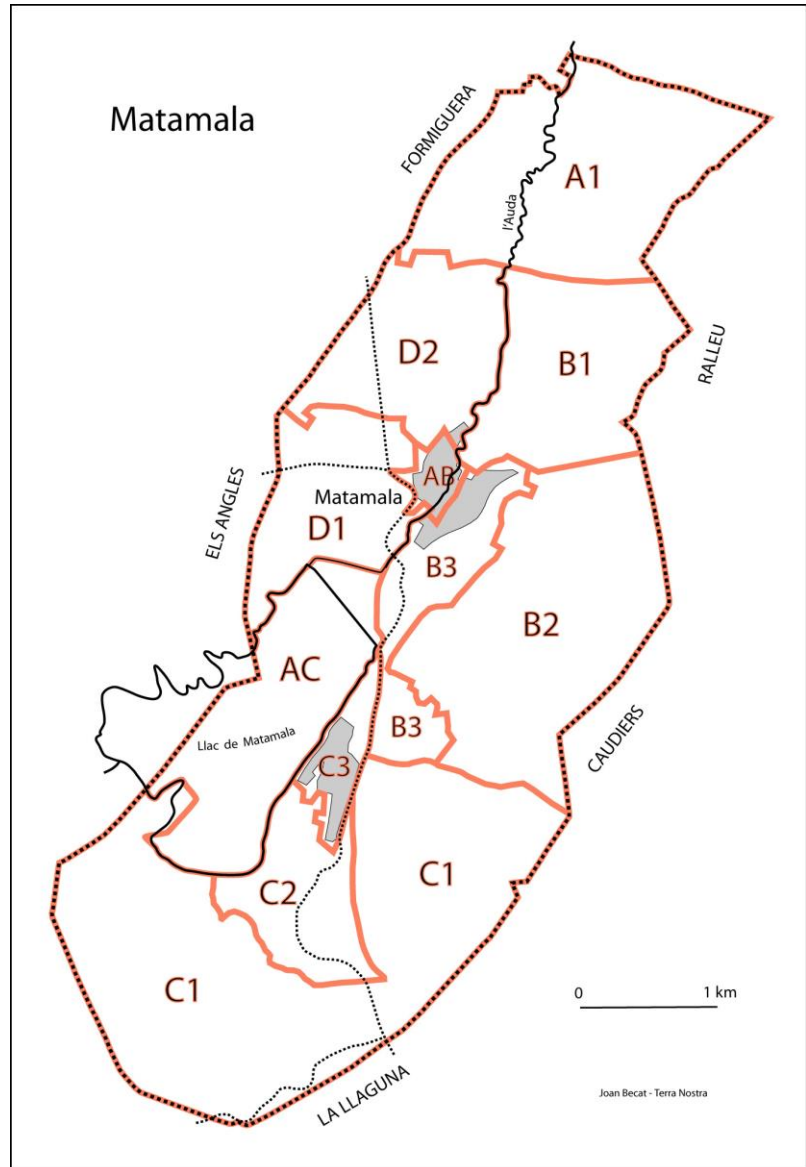 Matamala
FORMIGUERA
A1
l'Auda
D2
B1
RALLEU
AB
ELS ANGLES
Matamala
D1
B3
B2
AC
Llac de Matamala
B3
CAUDIERS
C3
C2
C1
C1
0 1 km
LA LLAGUNA
Joan Becat - Terra Nostra